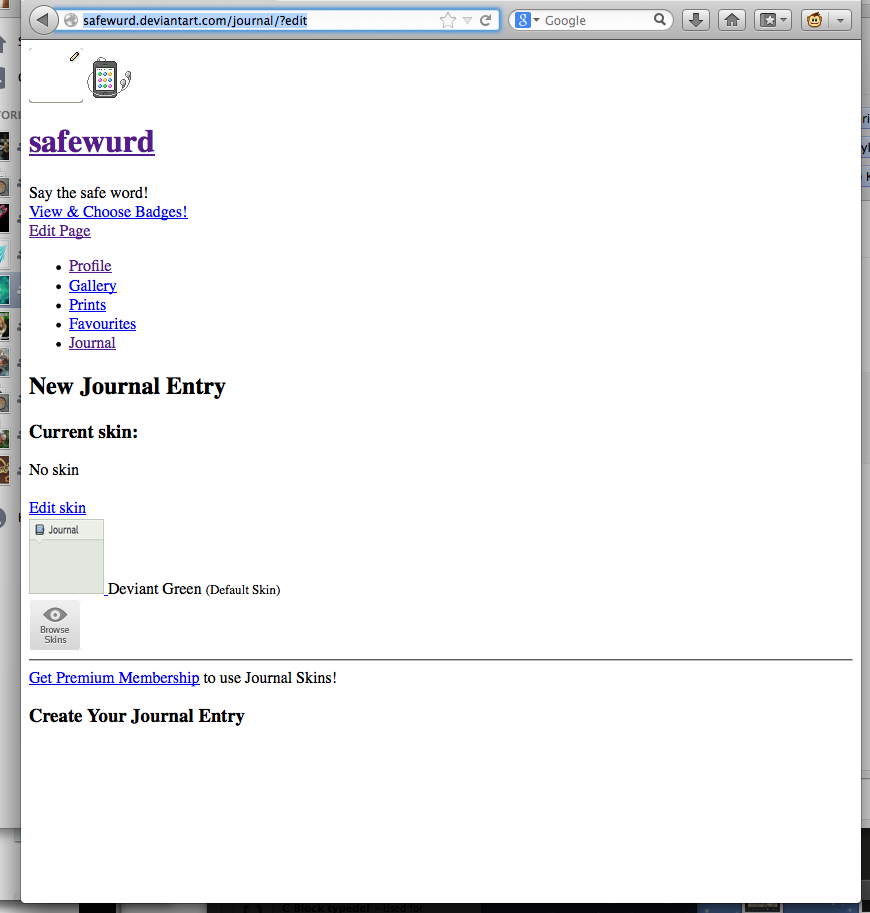 safewurd.deviantart.com/journal/?edit
Google
safewurd
Say the safe word!
View & Choose Badges!
Edit Page
Profile
Gallery
Prints
Favourites
Journal
New Journal Entry
Current skin:
No skin
Edit skin
Journal
Deviant Green (Default Skin)
Browse
Skins
Get Premium Membership to use Journal Skins!
Create Your Journal Entry